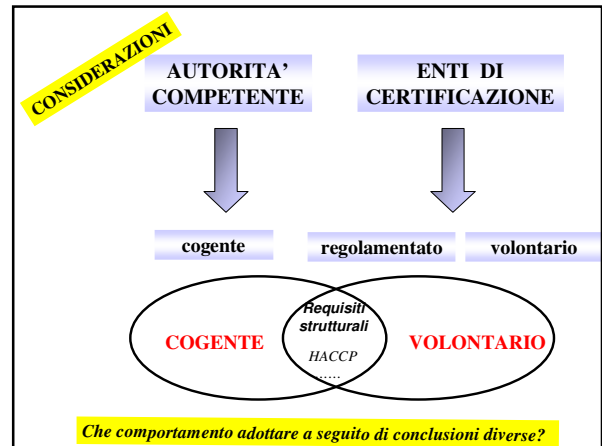 CONSIDERAZIONI
AUTORITA’
COMPETENTE
ENTI DI
CERTIFICAZIONE
cogente
regolamentato
volontario
Requisiti
strutturali
HACCP
......
COGENTE
VOLONTARIO
Che comportamento adottare a seguito di conclusioni diverse?